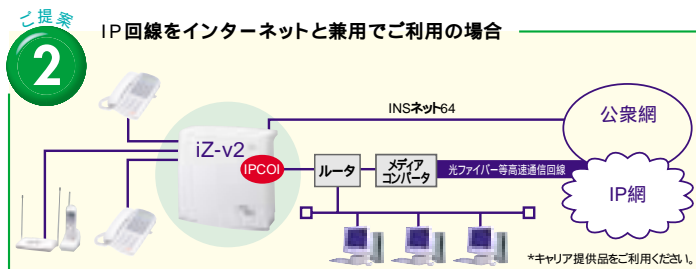 ご提案
2
IP回線をインターネットと兼用でご利用の場合
INSネット64
公衆網
iZ-v2
IPCOI
ルータ
メディア
コンバータ
光ファイバー等高速通信回線
IP網
*キャリア提供品をご利用ください。